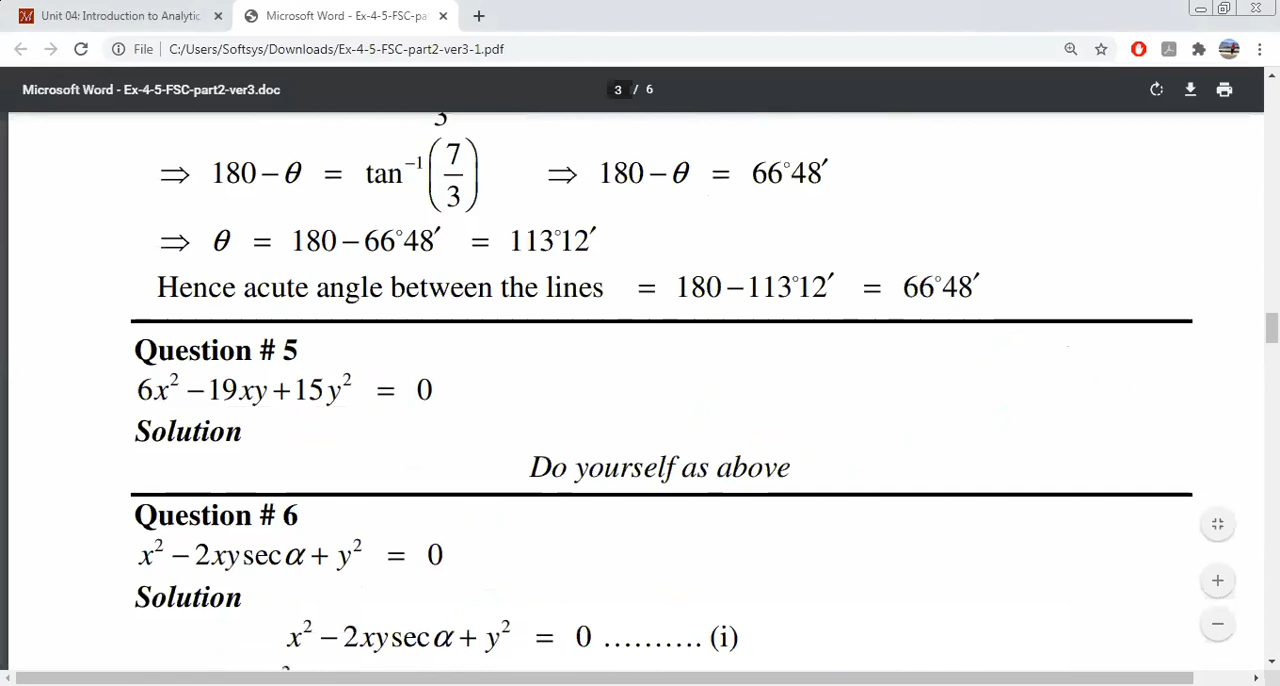 Unit 04: Introduction to Analytic
Microsoft Word - Ex-4-5-FSC-pa
File | C:/Users/Softsys/Downloads/Ex-4-5-FSC-part2-ver3-1.pdf
Microsoft Word - Ex-4-5-FSC-part2-ver3.doc
3 / 6
3
⇒ 180 − θ = tan⁻¹(7/3) ⇒ 180 − θ = 66°48′
⇒ θ = 180 − 66°48′ = 113°12′
Hence acute angle between the lines = 180 − 113°12′ = 66°48′
Question # 5
6x² − 19xy + 15y² = 0
Solution
Do yourself as above
Question # 6
x² − 2xy sec α + y² = 0
Solution
x² − 2xy sec α + y² = 0 .......... (i)